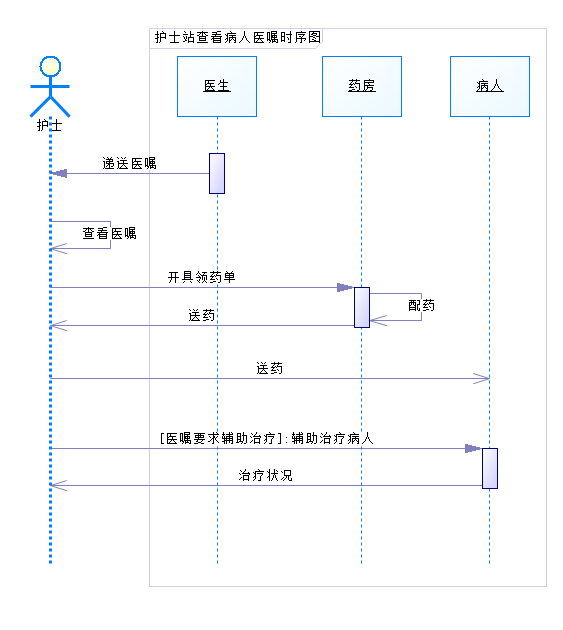 护士站查看病人医嘱时序图
医生
药房
病人
护士
递送医嘱
查看医嘱
开具领药单
配药
送药
送药
[医嘱要求辅助治疗]:辅助治疗病人
治疗状况